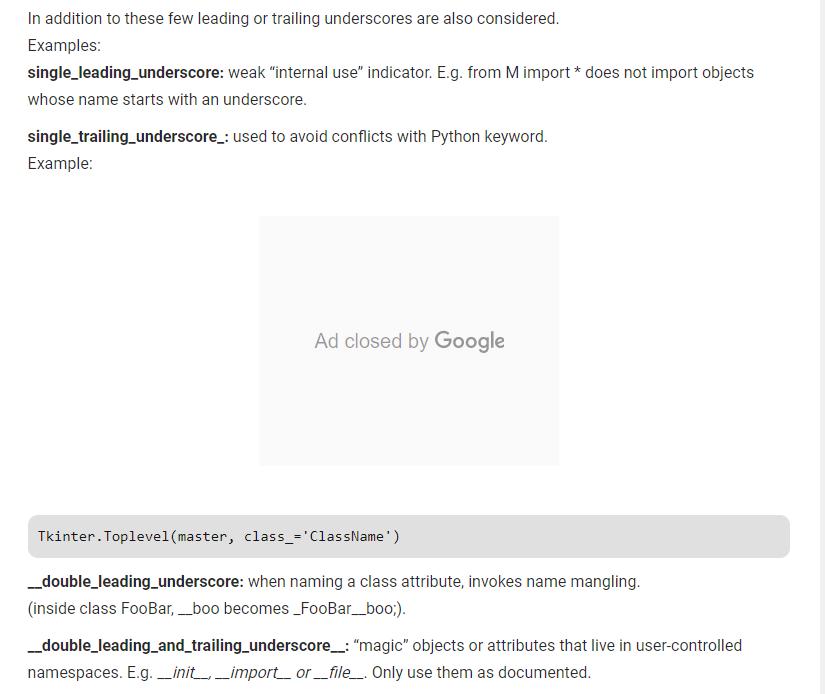 In addition to these few leading or trailing underscores are also considered.
Examples:
single_leading_underscore: weak “internal use” indicator. E.g. from M import * does not import objects
whose name starts with an underscore.
single_trailing_underscore_: used to avoid conflicts with Python keyword.
Example:
Ad closed by Google
Tkinter.Toplevel(master, class_='ClassName')
__double_leading_underscore: when naming a class attribute, invokes name mangling.
(inside class FooBar, __boo becomes _FooBar__boo;).
__double_leading_and_trailing_underscore__: “magic” objects or attributes that live in user-controlled
namespaces. E.g. __init__, __import__ or __file__. Only use them as documented.